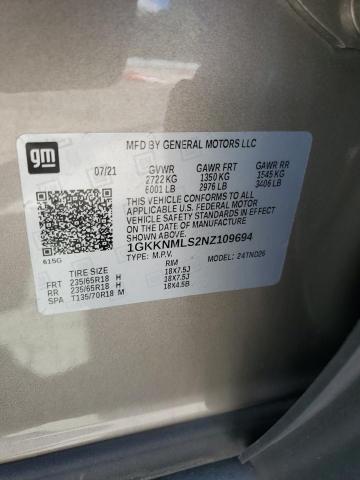 MFD BY GENERAL MOTORS LLC
gm
07/21 GVWR GAWR FRT GAWR RR
2722 KG 1350 KG 1545 KG
6001 LB 2976 LB 3406 LB
THIS VEHICLE CONFORMS TO ALL
APPLICABLE U.S. FEDERAL MOTOR
VEHICLE SAFETY STANDARDS IN
EFFECT ON THE DATE OF
MANUFACTURE SHOWN ABOVE.
1GKKNMLS2NZ109694
615G TYPE: M.P.V. MODEL: 24TND26
TIRE SIZE RIM
FRT 235/65R18 H 18X7.5J
RR 235/65R18 H 18X7.5J
SPA T135/70R18 M 18X4.5B